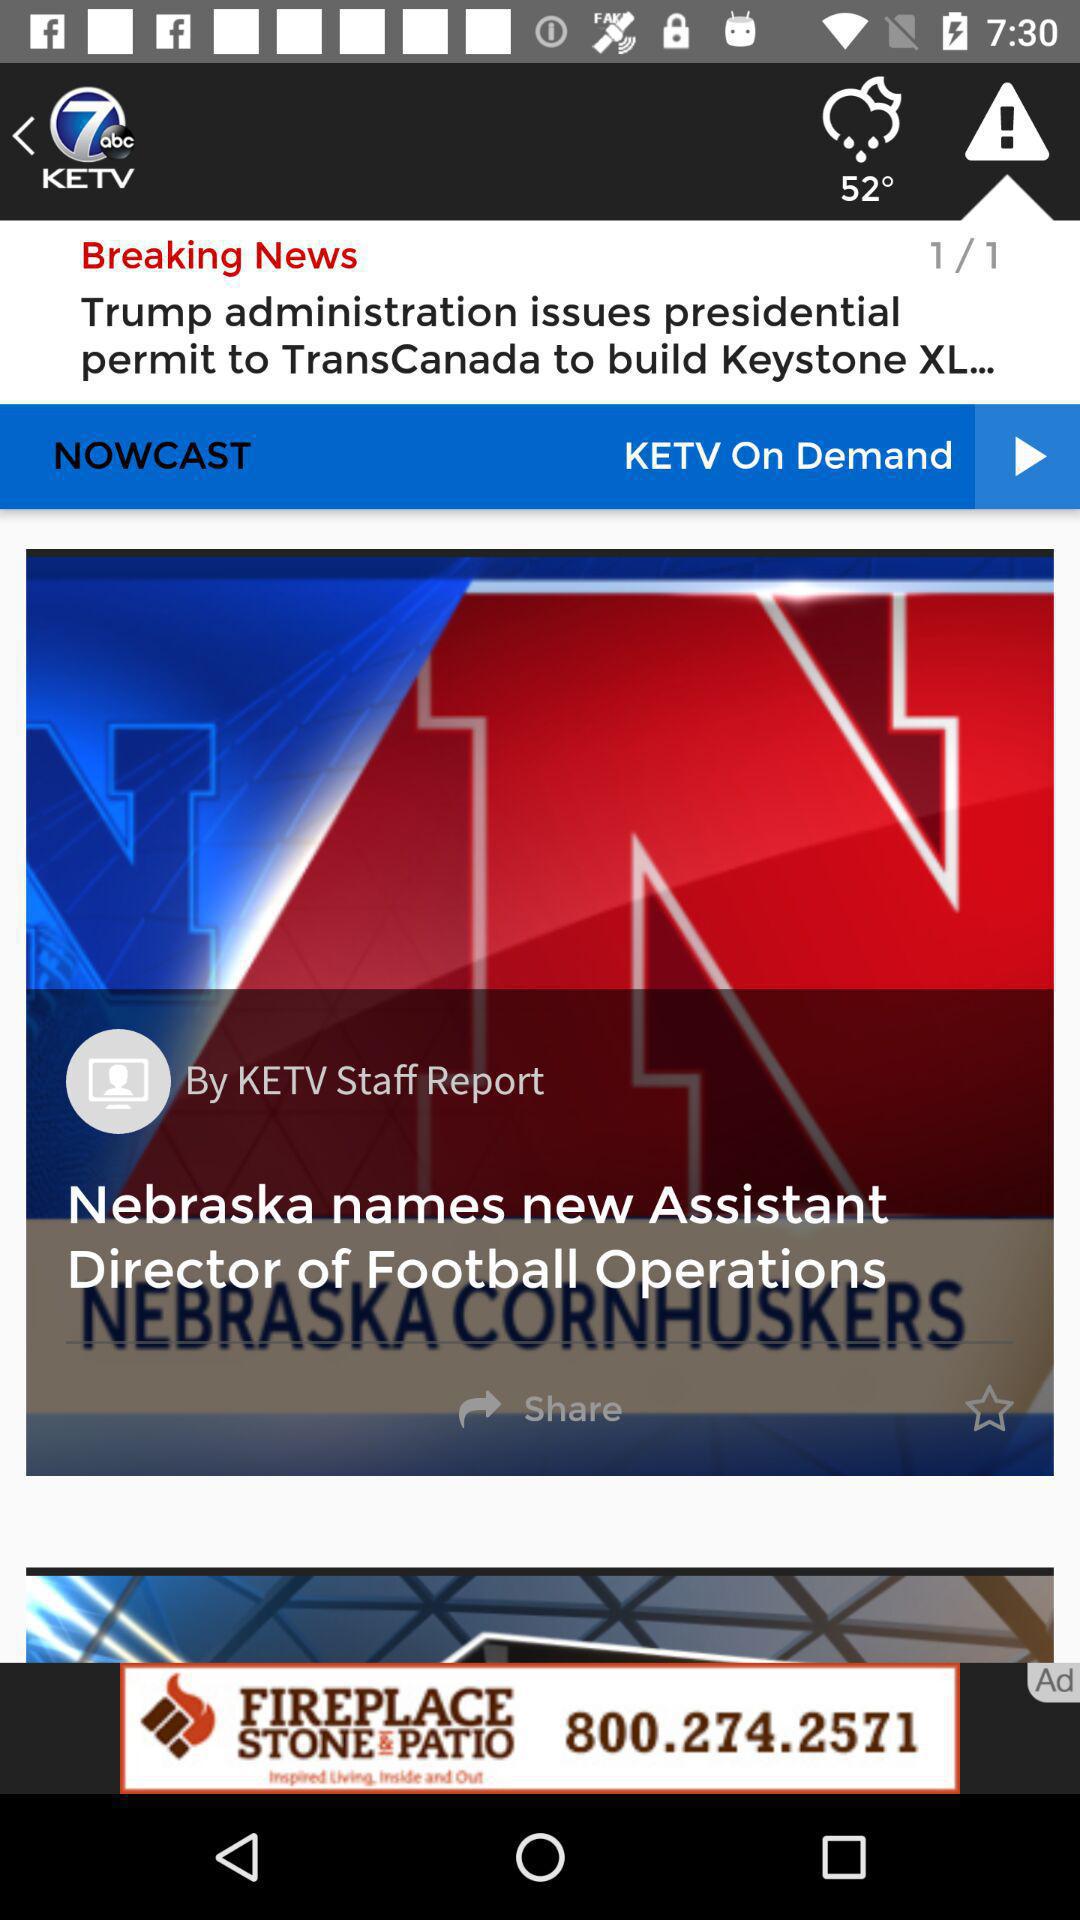 FAKE
7:30
7
abc
KETV
52°
Breaking News
1 / 1
Trump administration issues presidential
permit to TransCanada to build Keystone XL...
NOWCAST
KETV On Demand
N
N
By KETV Staff Report
Nebraska names new Assistant
Director of Football Operations
NEBRASKA CORNHUSKERS
Share
Ad
FIREPLACE
STONE & PATIO
Inspired Living, Inside and Out
800.274.2571